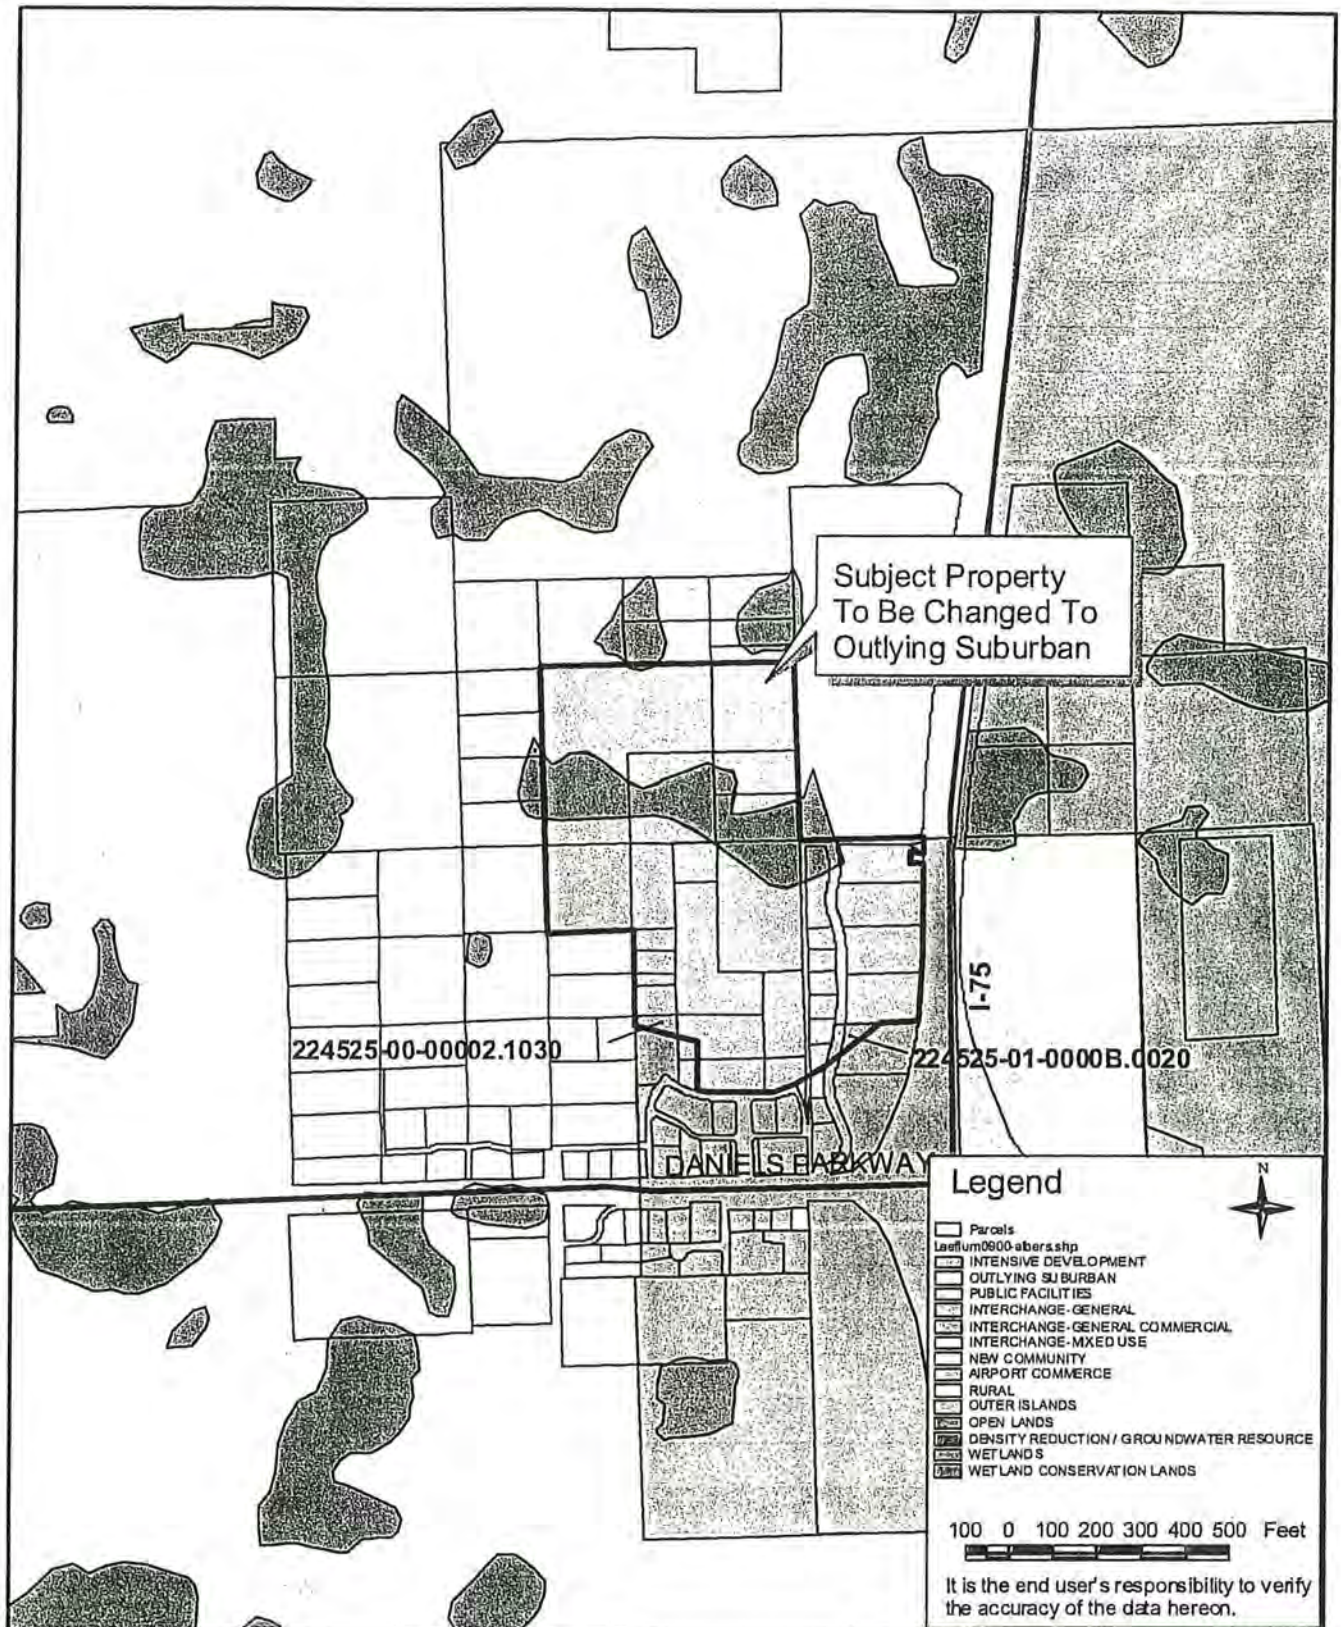 Subject Property
To Be Changed To
Outlying Suburban
I-75
224525-00-00002.1030
224525-01-0000B.0020
DANIELS PARKWAY
Legend
N
Parcels
Leeflum0900-albers.shp
INTENSIVE DEVELOPMENT
OUTLYING SUBURBAN
PUBLIC FACILITIES
INTERCHANGE-GENERAL
INTERCHANGE-GENERAL COMMERCIAL
INTERCHANGE-MIXED USE
NEW COMMUNITY
AIRPORT COMMERCE
RURAL
OUTER ISLANDS
OPEN LANDS
DENSITY REDUCTION / GROUNDWATER RESOURCE
WETLANDS
WETLAND CONSERVATION LANDS
100 0 100 200 300 400 500 Feet
It is the end user's responsibility to verify
the accuracy of the data hereon.